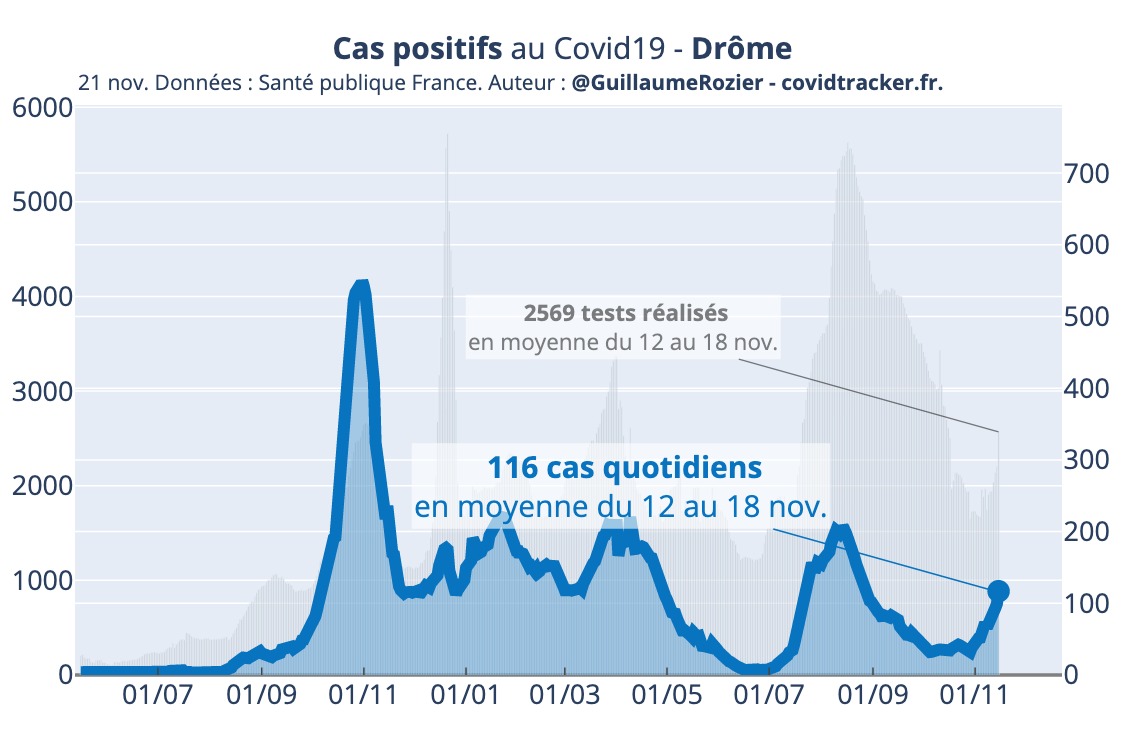 Cas positifs au Covid19 - Drôme
21 nov. Données : Santé publique France. Auteur : @GuillaumeRozier - covidtracker.fr.
6000
5000
4000
3000
2000
1000
0
700
600
500
400
300
200
100
0
2569 tests réalisés
en moyenne du 12 au 18 nov.
116 cas quotidiens
en moyenne du 12 au 18 nov.
01/07 01/09 01/11 01/01 01/03 01/05 01/07 01/09 01/11